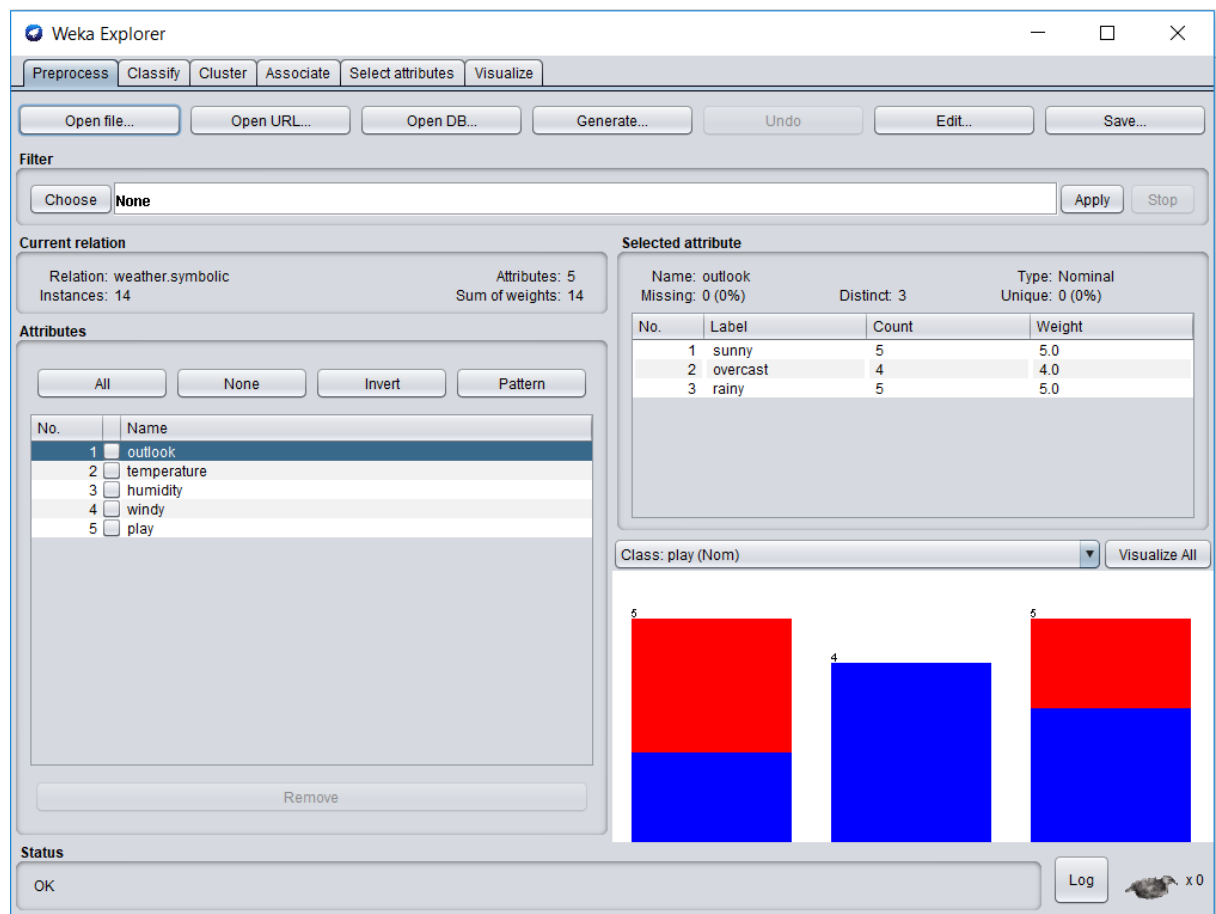 Weka Explorer
Preprocess Classify Cluster Associate Select attributes Visualize
Open file... Open URL... Open DB... Generate... Undo Edit... Save...
Filter
Choose None Apply Stop
Current relation
Relation: weather.symbolic Attributes: 5
Instances: 14 Sum of weights: 14
Attributes
All None Invert Pattern
No. Name
1 outlook
2 temperature
3 humidity
4 windy
5 play
Remove
Selected attribute
Name: outlook Type: Nominal
Missing: 0 (0%) Distinct: 3 Unique: 0 (0%)
No. Label Count Weight
1 sunny 5 5.0
2 overcast 4 4.0
3 rainy 5 5.0
Class: play (Nom) Visualize All
5 4 5
Status
OK Log x 0